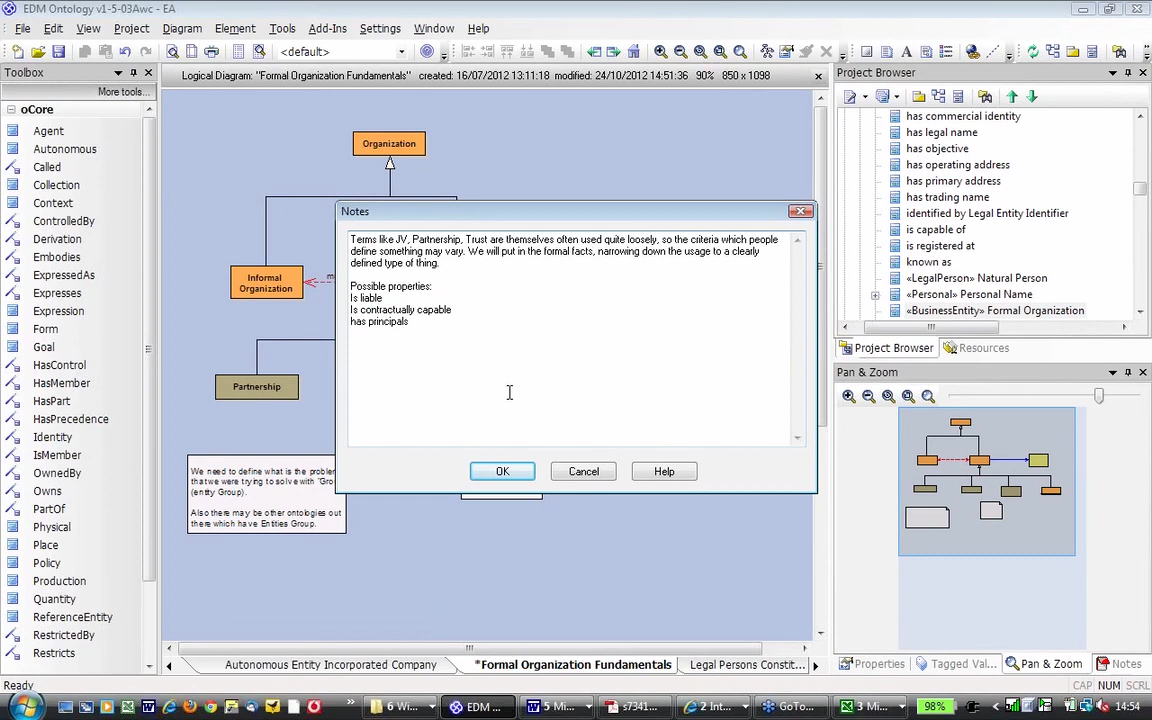 EDM Ontology v1-5-03Awc - EA
File Edit View Project Diagram Element Tools Add-Ins Settings Window Help
<default>
Toolbox
More tools...
oCore
Agent
Autonomous
Called
Collection
Context
ControlledBy
Derivation
Embodies
ExpressedAs
Expresses
Expression
Form
Goal
HasControl
HasMember
HasPart
HasPrecedence
Identity
IsMember
OwnedBy
Owns
PartOf
Physical
Place
Policy
Production
Quantity
ReferenceEntity
RestrictedBy
Restricts
Logical Diagram: "Formal Organization Fundamentals" created: 16/07/2012 13:11:18 modified: 24/10/2012 14:51:36 90% 850 x 1098
Organization
Informal
Organization
Partnership
We need to define what is the problem
that we were trying to solve with "Gro
(entity Group).
Also there may be other ontologies out
there which have Entities Group.
Notes
Terms like JV, Partnership, Trust are themselves often used quite loosely, so the criteria which people
define something may vary. We will put in the formal facts, narrowing down the usage to a clearly
defined type of thing.
Possible properties:
Is liable
Is contractually capable
has principals
OK Cancel Help
Autonomous Entity Incorporated Company *Formal Organization Fundamentals Legal Persons Constit...
Project Browser
has commercial identity
has legal name
has objective
has operating address
has primary address
has trading name
identified by Legal Entity Identifier
is capable of
is registered at
known as
«LegalPerson» Natural Person
«Personal» Personal Name
«BusinessEntity» Formal Organization
Project Browser Resources
Pan & Zoom
Properties Tagged Val... Pan & Zoom Notes
Ready
CAP NUM SCRL
6 Wi... EDM ... 5 Mi... s7341... 2 Int... GoTo... 3 Mi... 98% 14:54